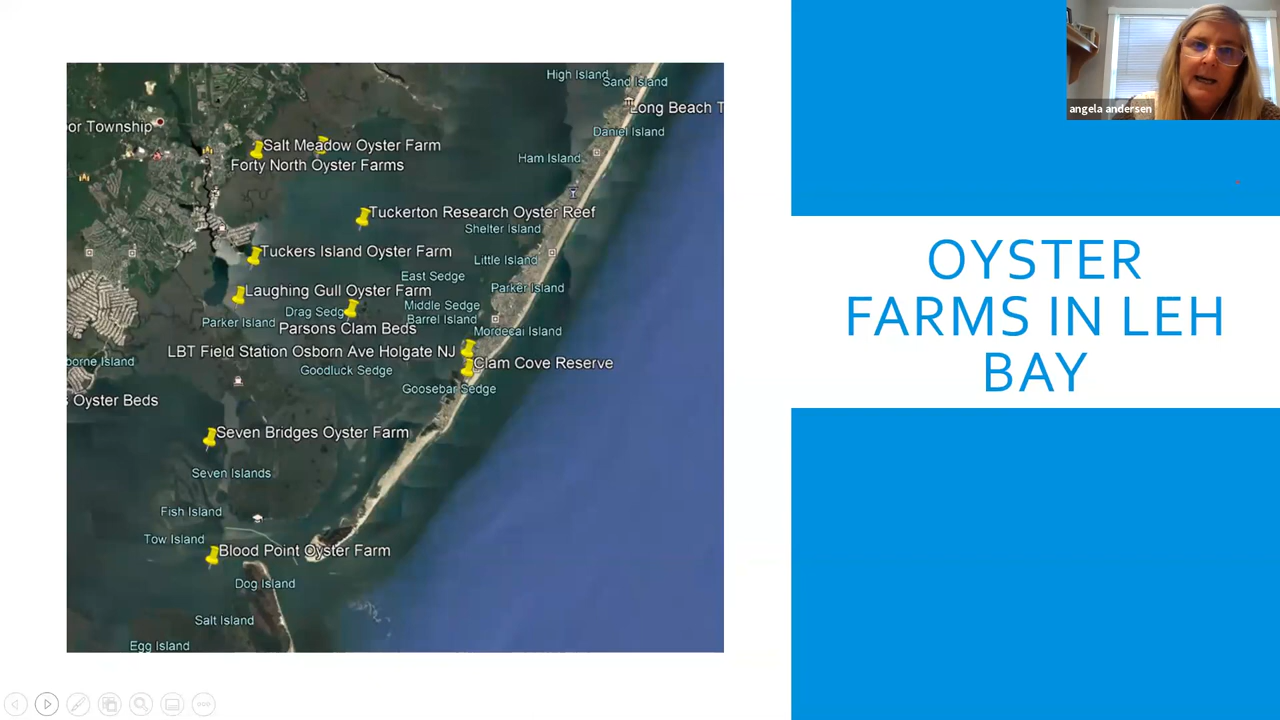 High Island
Sand Island
Long Beach T
or Township
Daniel Island
Salt Meadow Oyster Farm
Ham Island
Forty North Oyster Farms
Tuckerton Research Oyster Reef
Shelter Island
Tuckers Island Oyster Farm
Little Island
East Sedge
Laughing Gull Oyster Farm
Parker Island
Middle Sedge
Drag Sedg
Barrel Island
Parker Island
Parsons Clam Beds
Mordecai Island
LBT Field Station Osborn Ave Holgate NJ
orne Island
Clam Cove Reserve
Goodluck Sedge
Goosebar Sedge
s Oyster Beds
Seven Bridges Oyster Farm
Seven Islands
Fish Island
Tow Island
Blood Point Oyster Farm
Dog Island
Salt Island
Egg Island
angela andersen
OYSTER
FARMS IN LEH
BAY